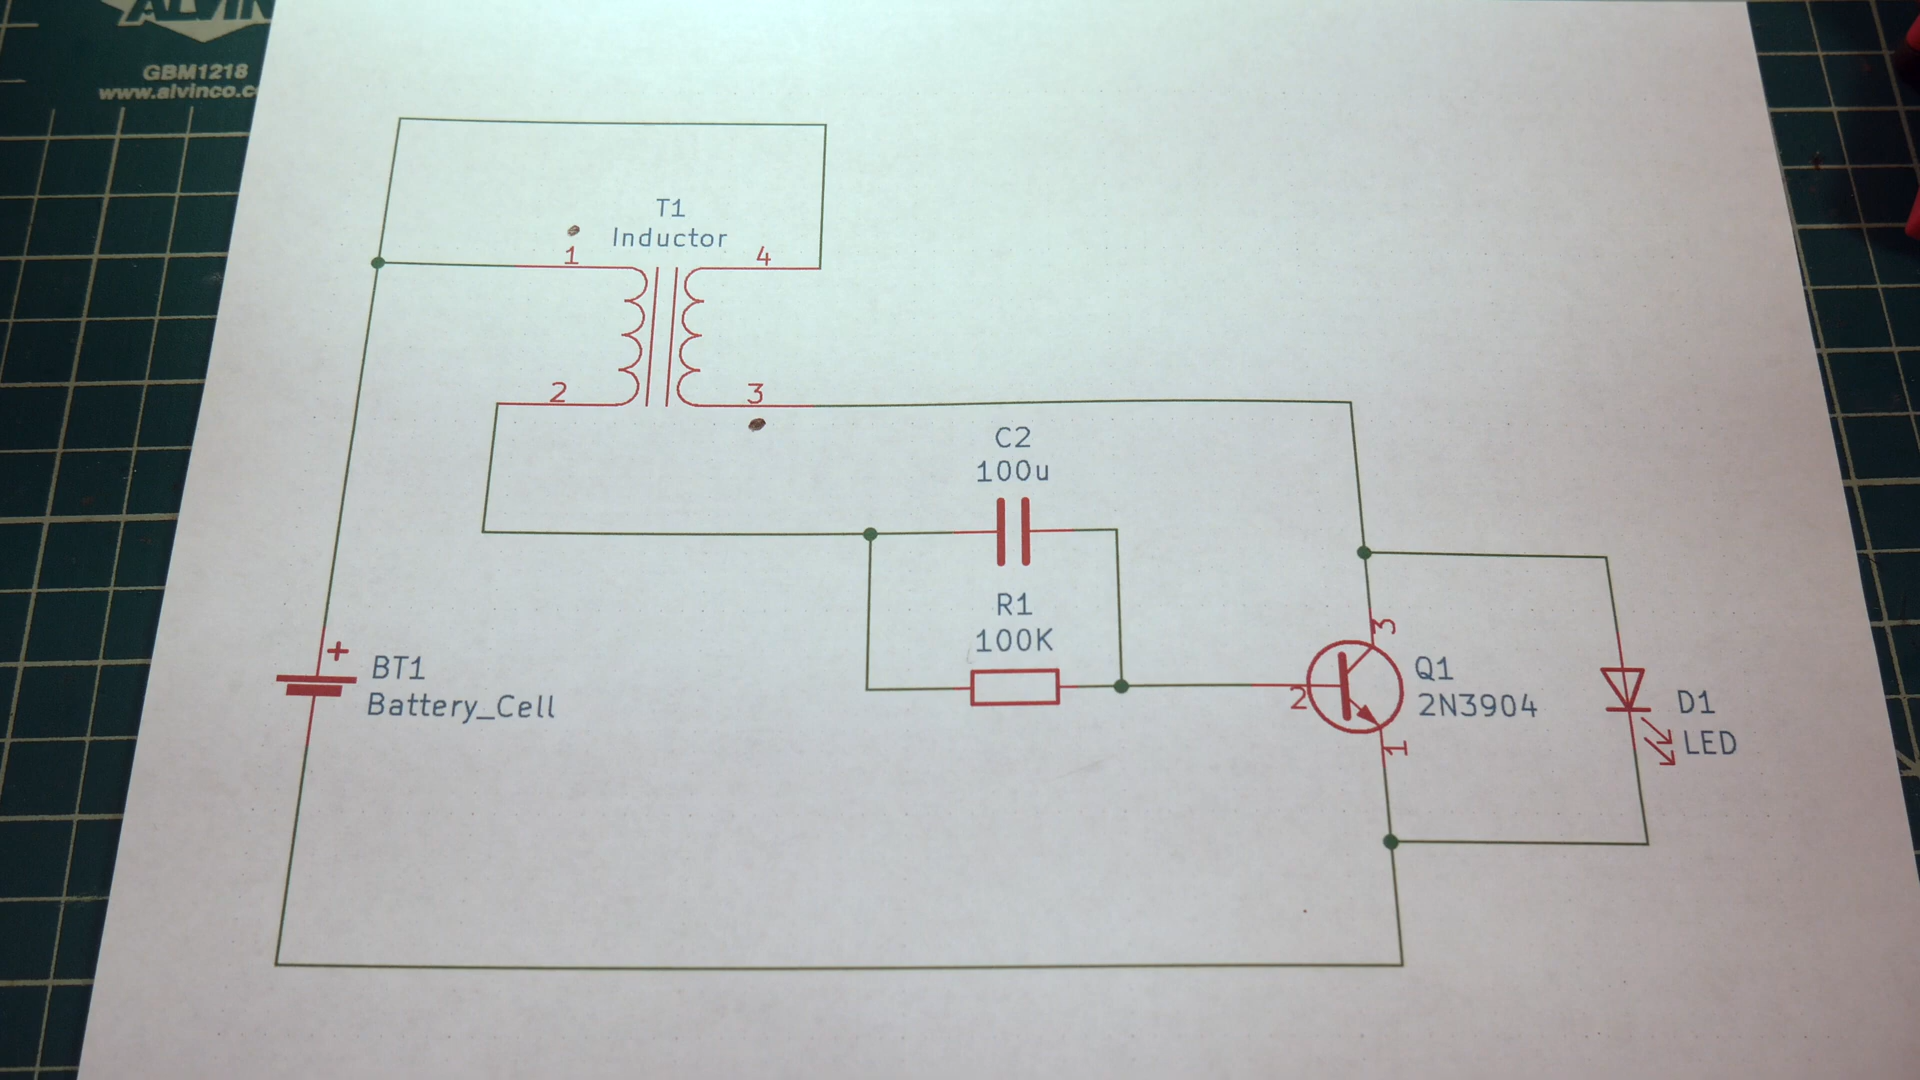 ALVIN
GBM1218
www.alvinco.c
T1
Inductor
1
4
2
3
C2
100u
R1
100K
+
BT1
Battery_Cell
3
2
1
Q1
2N3904
D1
LED